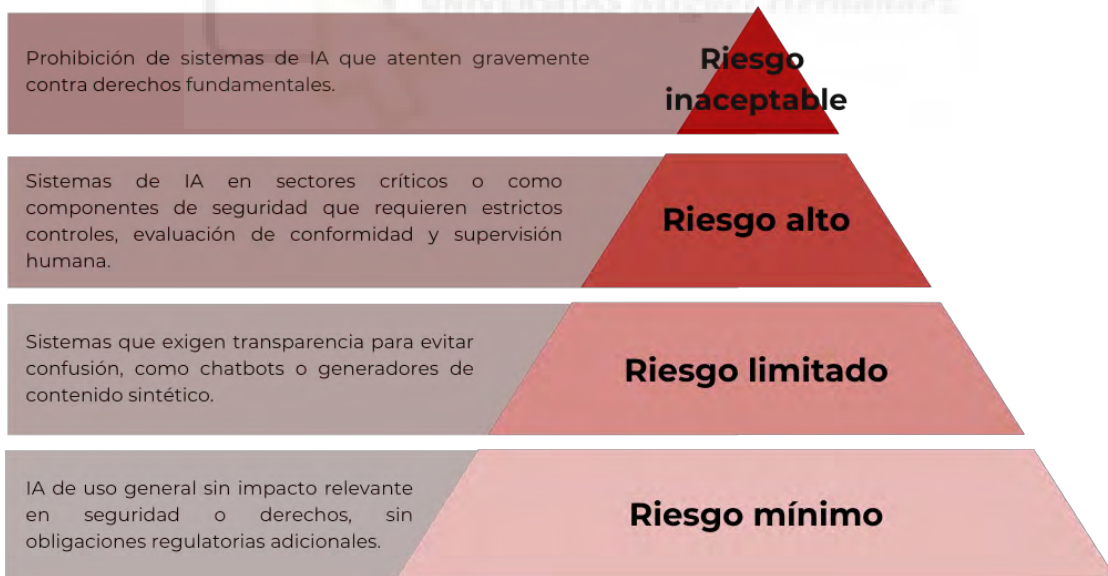 UNIVERSITAS Miguel Hernández
Prohibición de sistemas de IA que atenten gravemente
contra derechos fundamentales.
Riesgo
inaceptable
Sistemas de IA en sectores críticos o como
componentes de seguridad que requieren estrictos
controles, evaluación de conformidad y supervisión
humana.
Riesgo alto
Sistemas que exigen transparencia para evitar
confusión, como chatbots o generadores de
contenido sintético.
Riesgo limitado
IA de uso general sin impacto relevante
en seguridad o derechos, sin
obligaciones regulatorias adicionales.
Riesgo mínimo